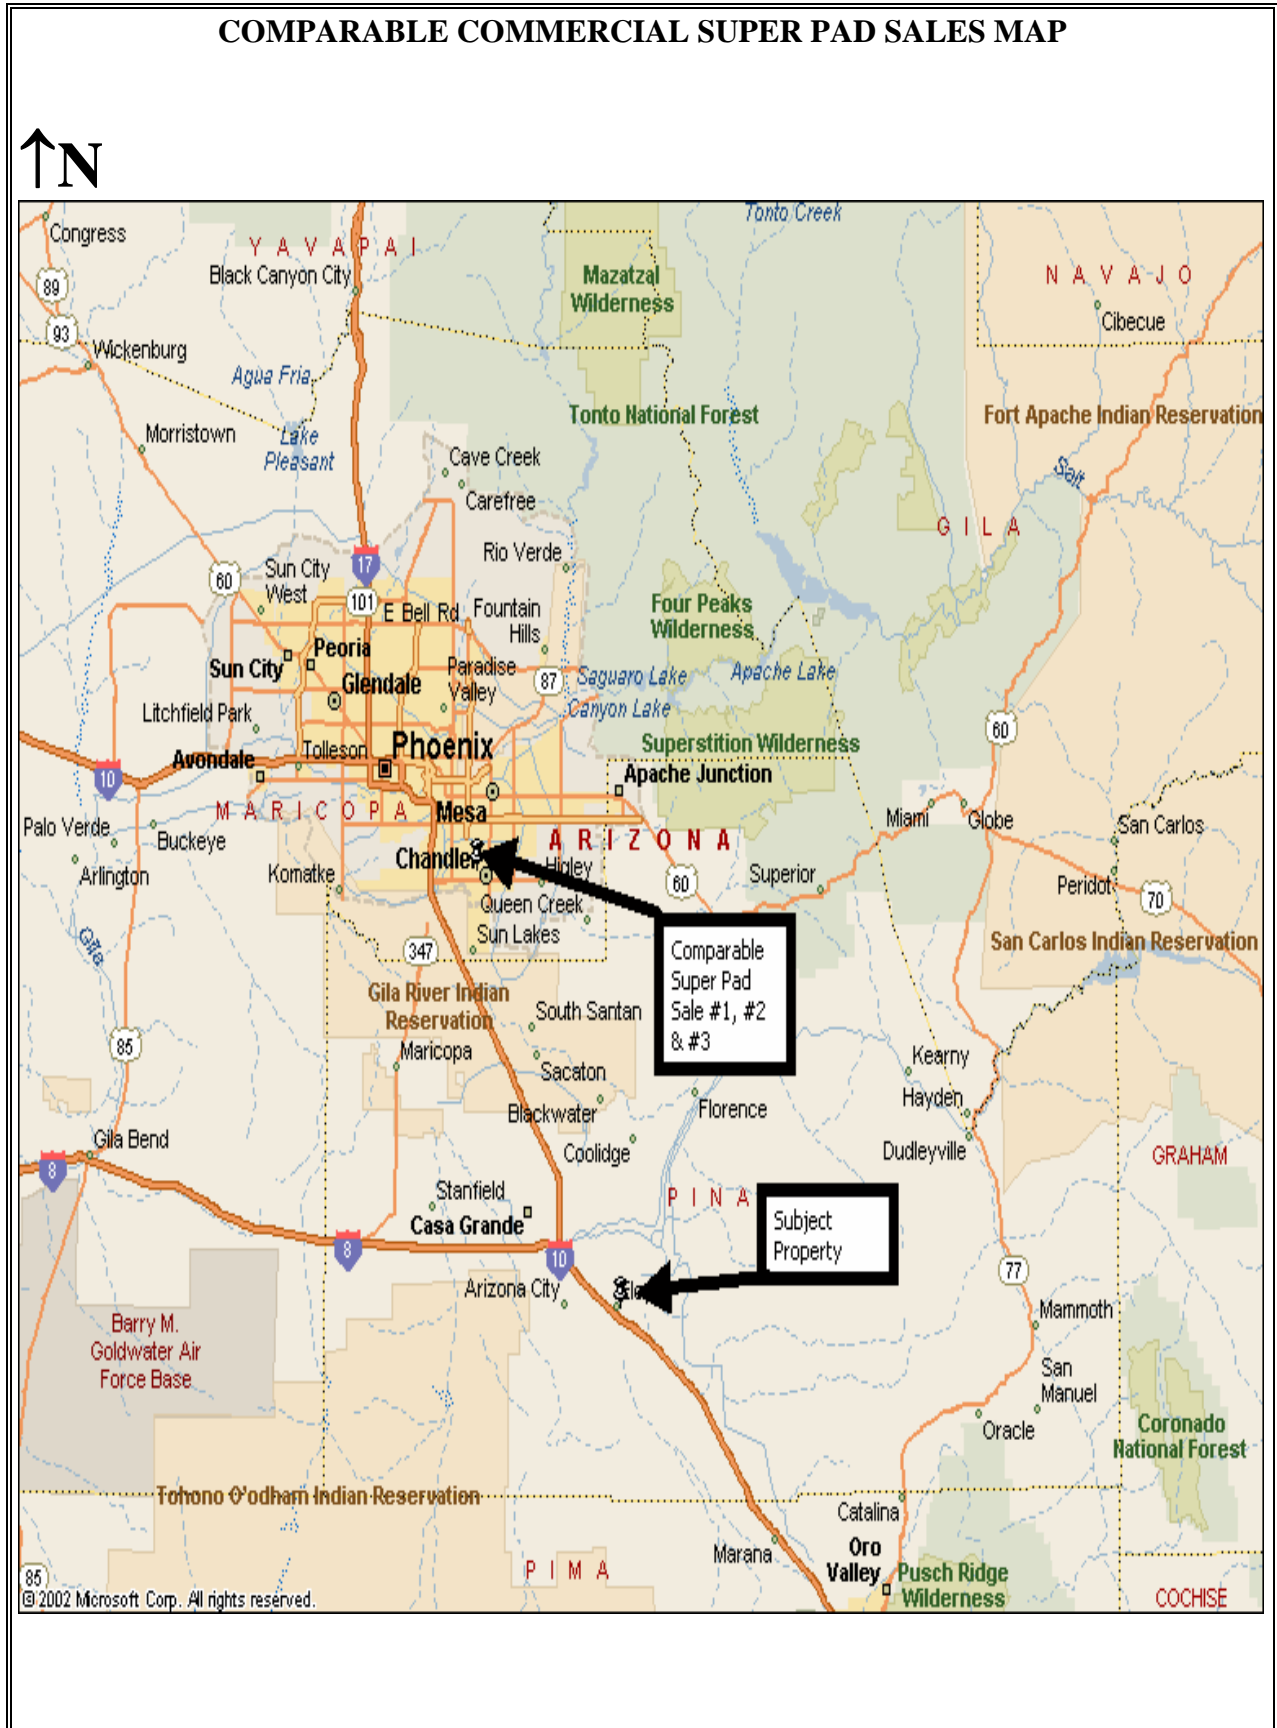 COMPARABLE COMMERCIAL SUPER PAD SALES MAP
↑N
Congress
YAVAPAI
Black Canyon City
Tonto Creek
Mazatzal
Wilderness
NAVAJO
Cibecue
89
93
Wickenburg
Agua Fria
Tonto National Forest
Fort Apache Indian Reservation
Morristown
Lake
Pleasant
Cave Creek
Carefree
Salt
GILA
Rio Verde
17
60
Sun City
West
101
E Bell Rd
Fountain
Hills
Four Peaks
Wilderness
Peoria
Sun City
Glendale
Paradise
Valley
87
Saguaro Lake
Apache Lake
Canyon Lake
Litchfield Park
60
Tolleson
Phoenix
Superstition Wilderness
Avondale
10
Apache Junction
MARICOPA
Mesa
ARIZONA
Miami
Globe
San Carlos
Palo Verde
Buckeye
Chandler
Higley
Arlington
Komatke
60
Superior
Peridot
70
Queen Creek
Gila
Sun Lakes
347
San Carlos Indian Reservation
Comparable
Super Pad
Sale #1, #2
& #3
Gila River Indian
Reservation
South Santan
85
Maricopa
Sacaton
Kearny
Blackwater
Florence
Hayden
Coolidge
Dudleyville
Gila Bend
GRAHAM
8
Stanfield
PINA
Casa Grande
Subject
Property
8
10
77
Arizona City
Mammoth
Barry M.
Goldwater Air
Force Base
San
Manuel
Oracle
Coronado
National Forest
Tohono O'odham Indian Reservation
Catalina
Marana
Oro
Valley
PIMA
Pusch Ridge
Wilderness
85
COCHISE
© 2002 Microsoft Corp. All rights reserved.